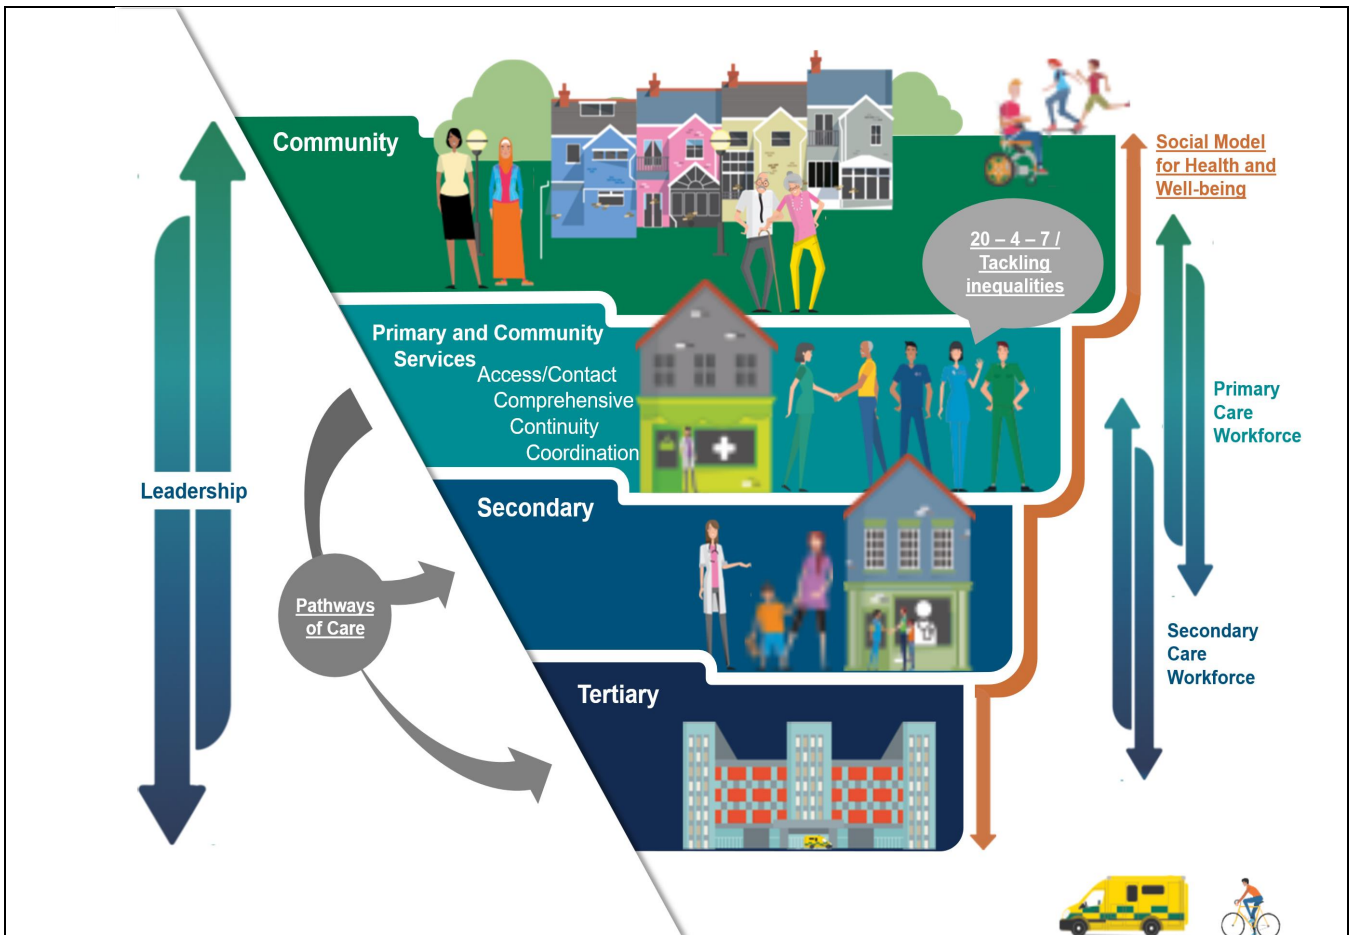 Community
Social Model
for Health and
Well-being
20 – 4 – 7 /
Tackling
inequalities
Primary and Community
Services
Access/Contact
Comprehensive
Continuity
Coordination
Primary
Care
Workforce
Leadership
Secondary
Pathways
of Care
Secondary
Care
Workforce
Tertiary